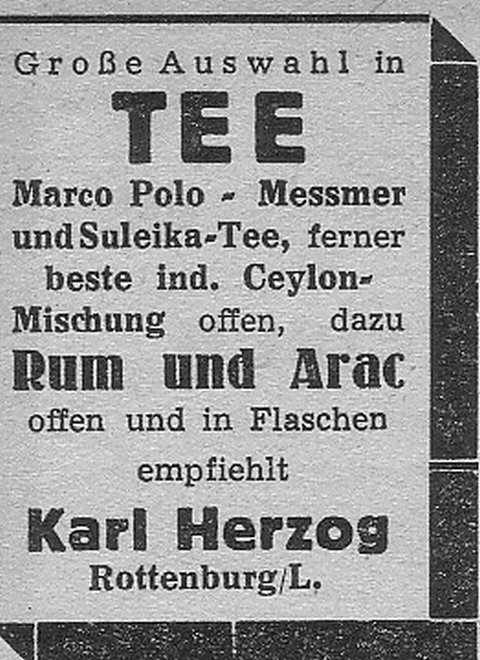 Große Auswahl in
TEE
Marco Polo - Messmer
und Suleika-Tee, ferner
beste ind. Ceylon-
Mischung offen, dazu
Rum und Arac
offen und in Flaschen
empfiehlt
Karl Herzog
Rottenburg/L.